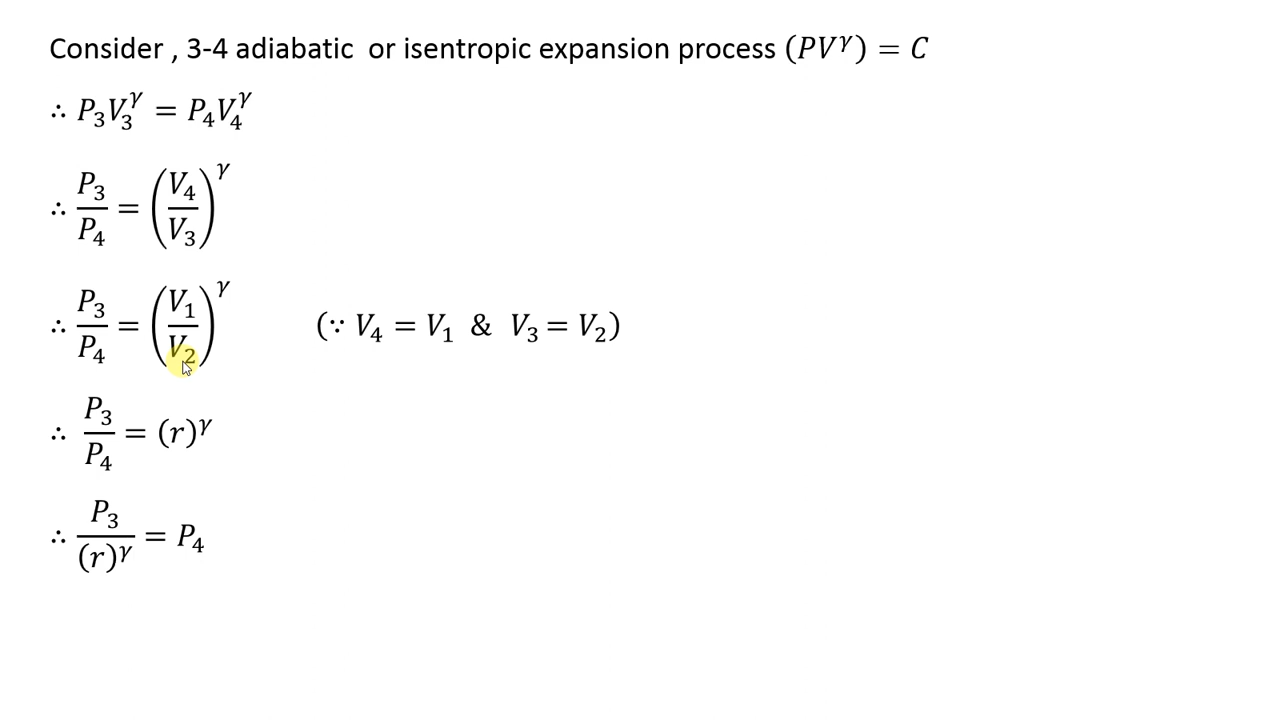 Consider , 3-4 adiabatic or isentropic expansion process (PV^γ) = C
∴ P₃V₃^γ = P₄V₄^γ
∴ P₃/P₄ = (V₄/V₃)^γ
∴ P₃/P₄ = (V₁/V₂)^γ (∵ V₄ = V₁ & V₃ = V₂)
∴ P₃/P₄ = (r)^γ
∴ P₃/(r)^γ = P₄